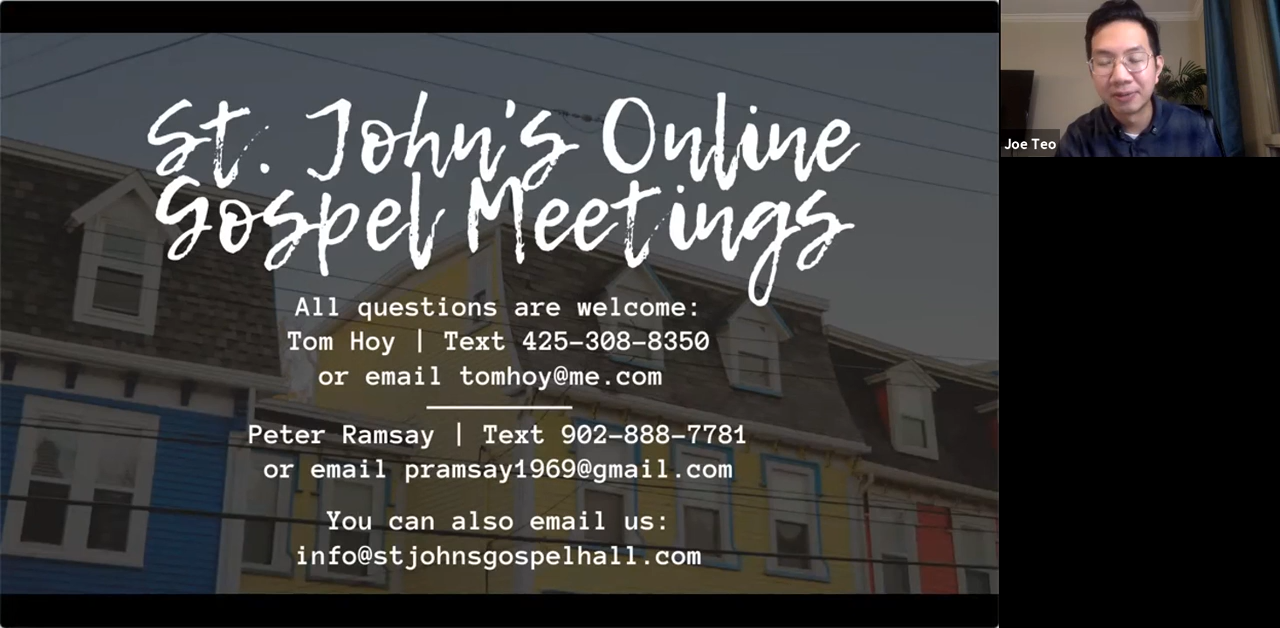 St. John's Online
Gospel Meetings
All questions are welcome:
Tom Hoy | Text 425-308-8350
or email tomhoy@me.com
Peter Ramsay | Text 902-888-7781
or email pramsay1969@gmail.com
You can also email us:
info@stjohnsgospelhall.com
Joe Teo